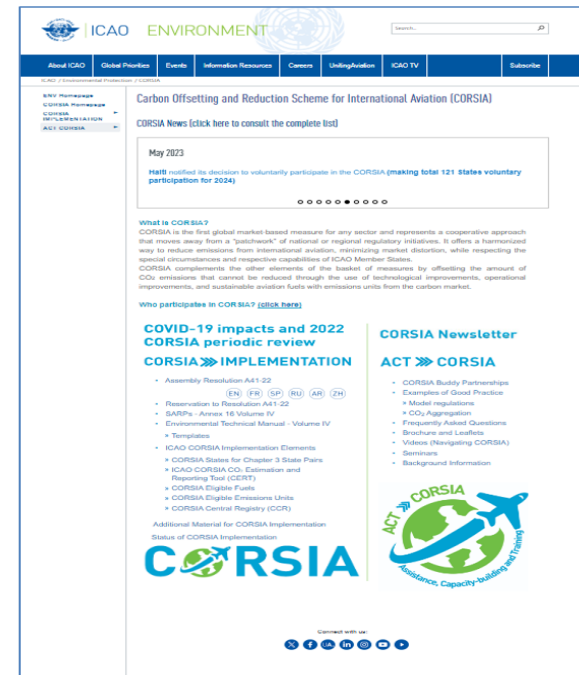 ICAO ENVIRONMENT
Search...
About ICAO Global Priorities Events Information Resources Careers UnitingAviation ICAO TV Subscribe
ICAO / Environmental Protection / CORSIA
ENV Homepage
CORSIA Homepage
CORSIA IMPLEMENTATION
ACT CORSIA
Carbon Offsetting and Reduction Scheme for International Aviation (CORSIA)
CORSIA News (click here to consult the complete list)
May 2023
Haiti notified its decision to voluntarily participate in the CORSIA (making total 121 States voluntary
participation for 2024)
What is CORSIA?
CORSIA is the first global market-based measure for any sector and represents a cooperative approach
that moves away from a "patchwork" of national or regional regulatory initiatives. It offers a harmonized
way to reduce emissions from international aviation, minimizing market distortion, while respecting the
special circumstances and respective capabilities of ICAO Member States.
CORSIA complements the other elements of the basket of measures by offsetting the amount of
CO₂ emissions that cannot be reduced through the use of technological improvements, operational
improvements, and sustainable aviation fuels with emissions units from the carbon market.
Who participates in CORSIA? (click here)
COVID-19 impacts and 2022
CORSIA periodic review
CORSIA >>> IMPLEMENTATION
• Assembly Resolution A41-22
EN FR SP RU AR ZH
• Reservation to Resolution A41-22
• SARPs - Annex 16 Volume IV
• Environmental Technical Manual - Volume IV
» Templates
• ICAO CORSIA Implementation Elements
» CORSIA States for Chapter 3 State Pairs
» ICAO CORSIA CO₂ Estimation and
Reporting Tool (CERT)
» CORSIA Eligible Fuels
» CORSIA Eligible Emissions Units
» CORSIA Central Registry (CCR)
Additional Material for CORSIA Implementation
Status of CORSIA Implementation
CORSIA
CORSIA Newsletter
ACT >>> CORSIA
• CORSIA Buddy Partnerships
• Examples of Good Practice
» Model regulations
» CO₂ Aggregation
• Frequently Asked Questions
• Brochure and Leaflets
• Videos (Navigating CORSIA)
• Seminars
• Background Information
ACT >>> CORSIA
Assistance, Capacity-building and Training
Connect with us: